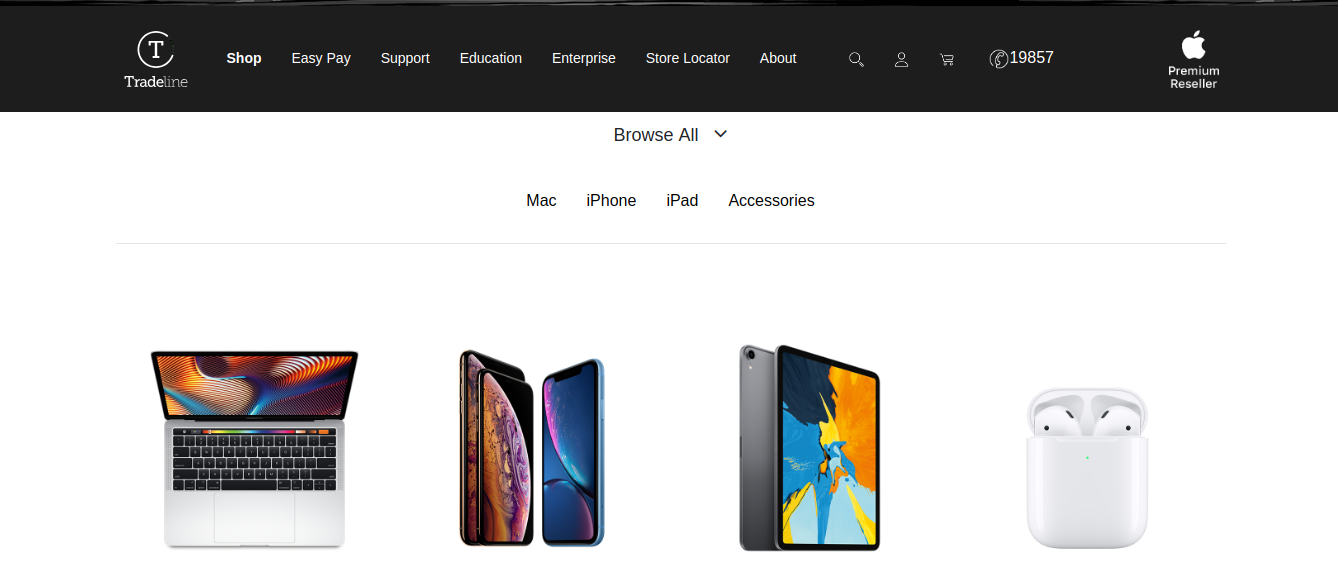 T
Tradeline
Shop Easy Pay Support Education Enterprise Store Locator About 19857
Premium
Reseller
Browse All
Mac iPhone iPad Accessories